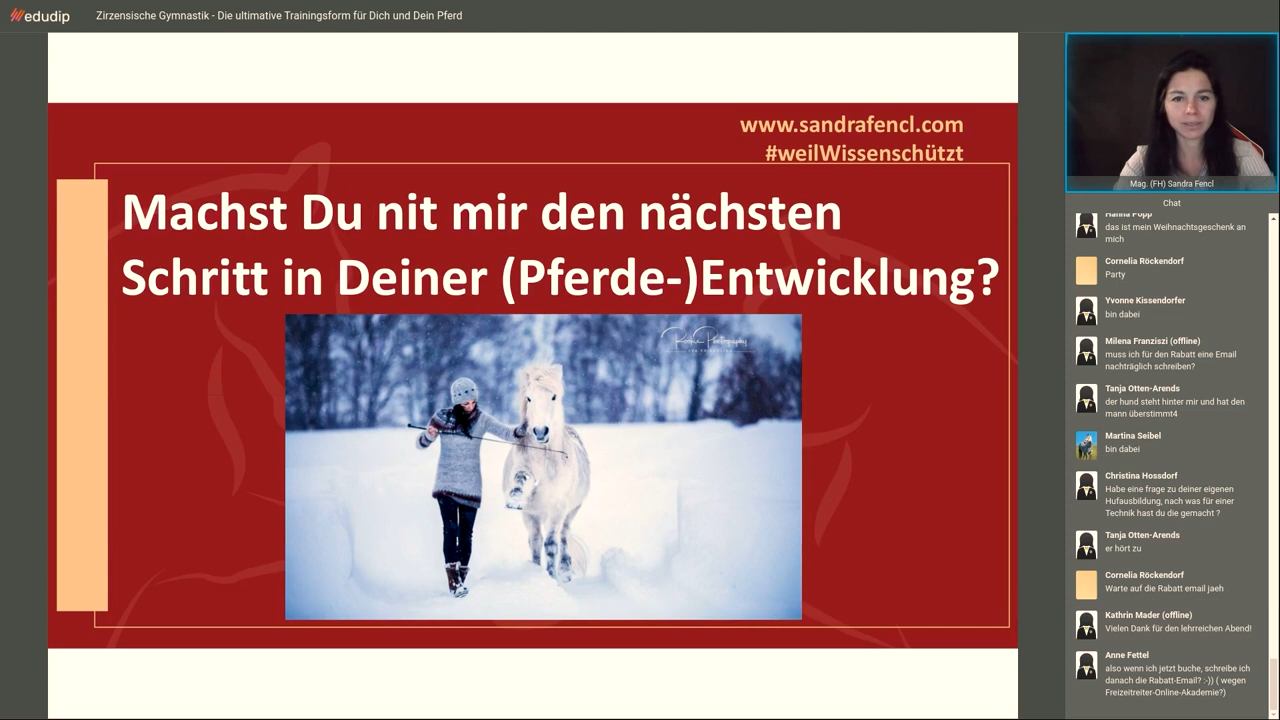 edudip
Zirzensische Gymnastik - Die ultimative Trainingsform für Dich und Dein Pferd
www.sandrafencl.com
#weilWissenschützt
Machst Du nit mir den nächsten
Schritt in Deiner (Pferde-)Entwicklung?
Mag. (FH) Sandra Fencl
Chat
Hanna Popp
das ist mein Weihnachtsgeschenk an
mich
Cornelia Röckendorf
Party
Yvonne Kissendorfer
bin dabei
Milena Franziszi (offline)
muss ich für den Rabatt eine Email
nachträglich schreiben?
Tanja Otten-Arends
der hund steht hinter mir und hat den
mann überstimmt4
Martina Seibel
bin dabei
Christina Hossdorf
Habe eine frage zu deiner eigenen
Hufausbildung, nach was für einer
Technik hast du die gemacht ?
Tanja Otten-Arends
er hört zu
Cornelia Röckendorf
Warte auf die Rabatt email jaeh
Kathrin Mader (offline)
Vielen Dank für den lehrreichen Abend!
Anne Fettel
also wenn ich jetzt buche, schreibe ich
danach die Rabatt-Email? :-)) ( wegen
Freizeitreiter-Online-Akademie?)